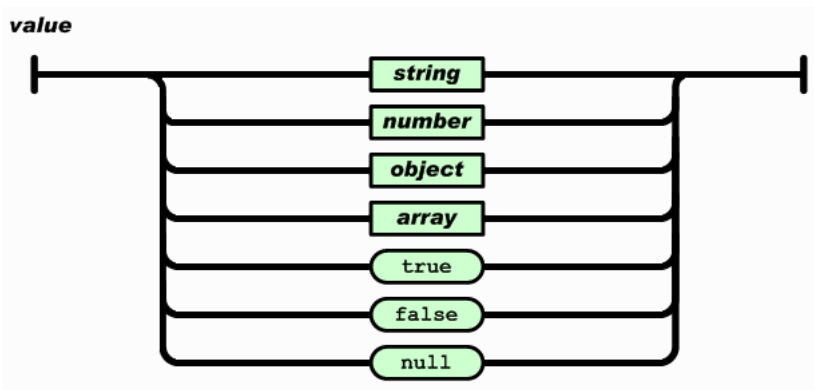 value
string
number
object
array
true
false
null